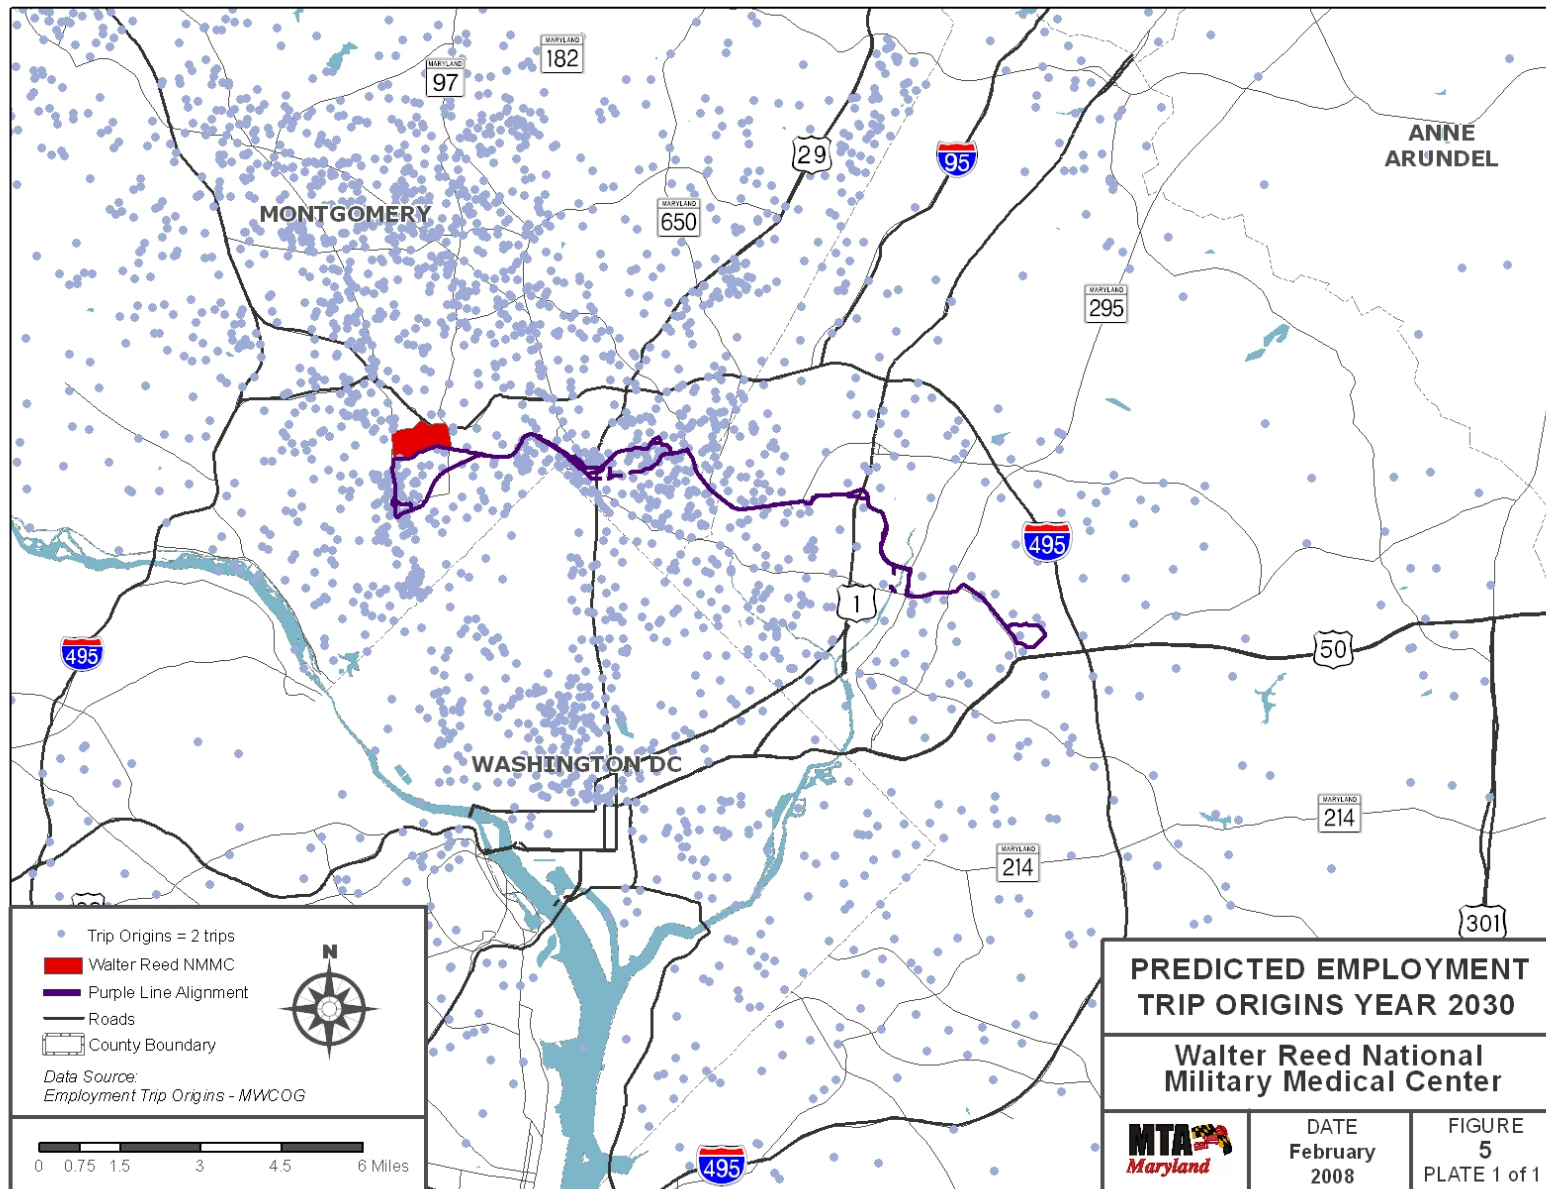 MARYLAND
182
MARYLAND
97
29
95
ANNE
ARUNDEL
MONTGOMERY
MARYLAND
650
MARYLAND
295
495
1
495
50
WASHINGTON DC
MARYLAND
214
MARYLAND
214
301
495
Trip Origins = 2 trips
Walter Reed NMMC
Purple Line Alignment
Roads
County Boundary
Data Source:
Employment Trip Origins - MWCOG
N
0 0.75 1.5 3 4.5 6 Miles
PREDICTED EMPLOYMENT
TRIP ORIGINS YEAR 2030
Walter Reed National
Military Medical Center
MTA
Maryland
DATE
February
2008
FIGURE
5
PLATE 1 of 1